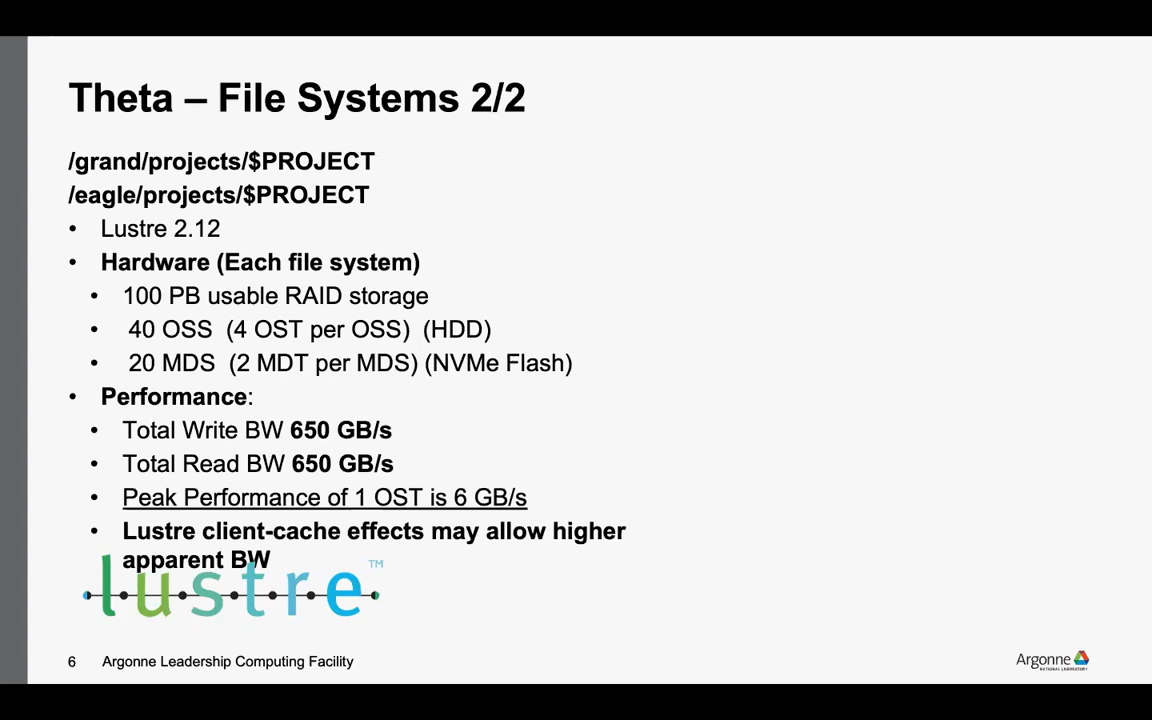 Theta – File Systems 2/2
/grand/projects/$PROJECT
/eagle/projects/$PROJECT
• Lustre 2.12
• Hardware (Each file system)
• 100 PB usable RAID storage
• 40 OSS (4 OST per OSS) (HDD)
• 20 MDS (2 MDT per MDS) (NVMe Flash)
• Performance:
• Total Write BW 650 GB/s
• Total Read BW 650 GB/s
• Peak Performance of 1 OST is 6 GB/s
• Lustre client-cache effects may allow higher
apparent BW
lustre™
6 Argonne Leadership Computing Facility
Argonne
NATIONAL LABORATORY